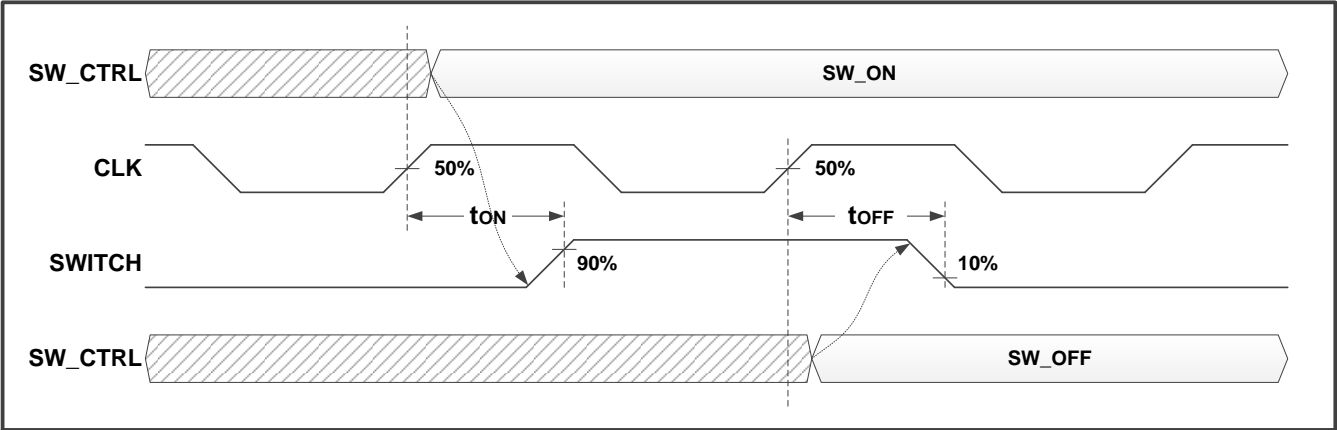 SW_CTRL
SW_ON
CLK
50%
50%
tON
tOFF
SWITCH
90%
10%
SW_CTRL
SW_OFF